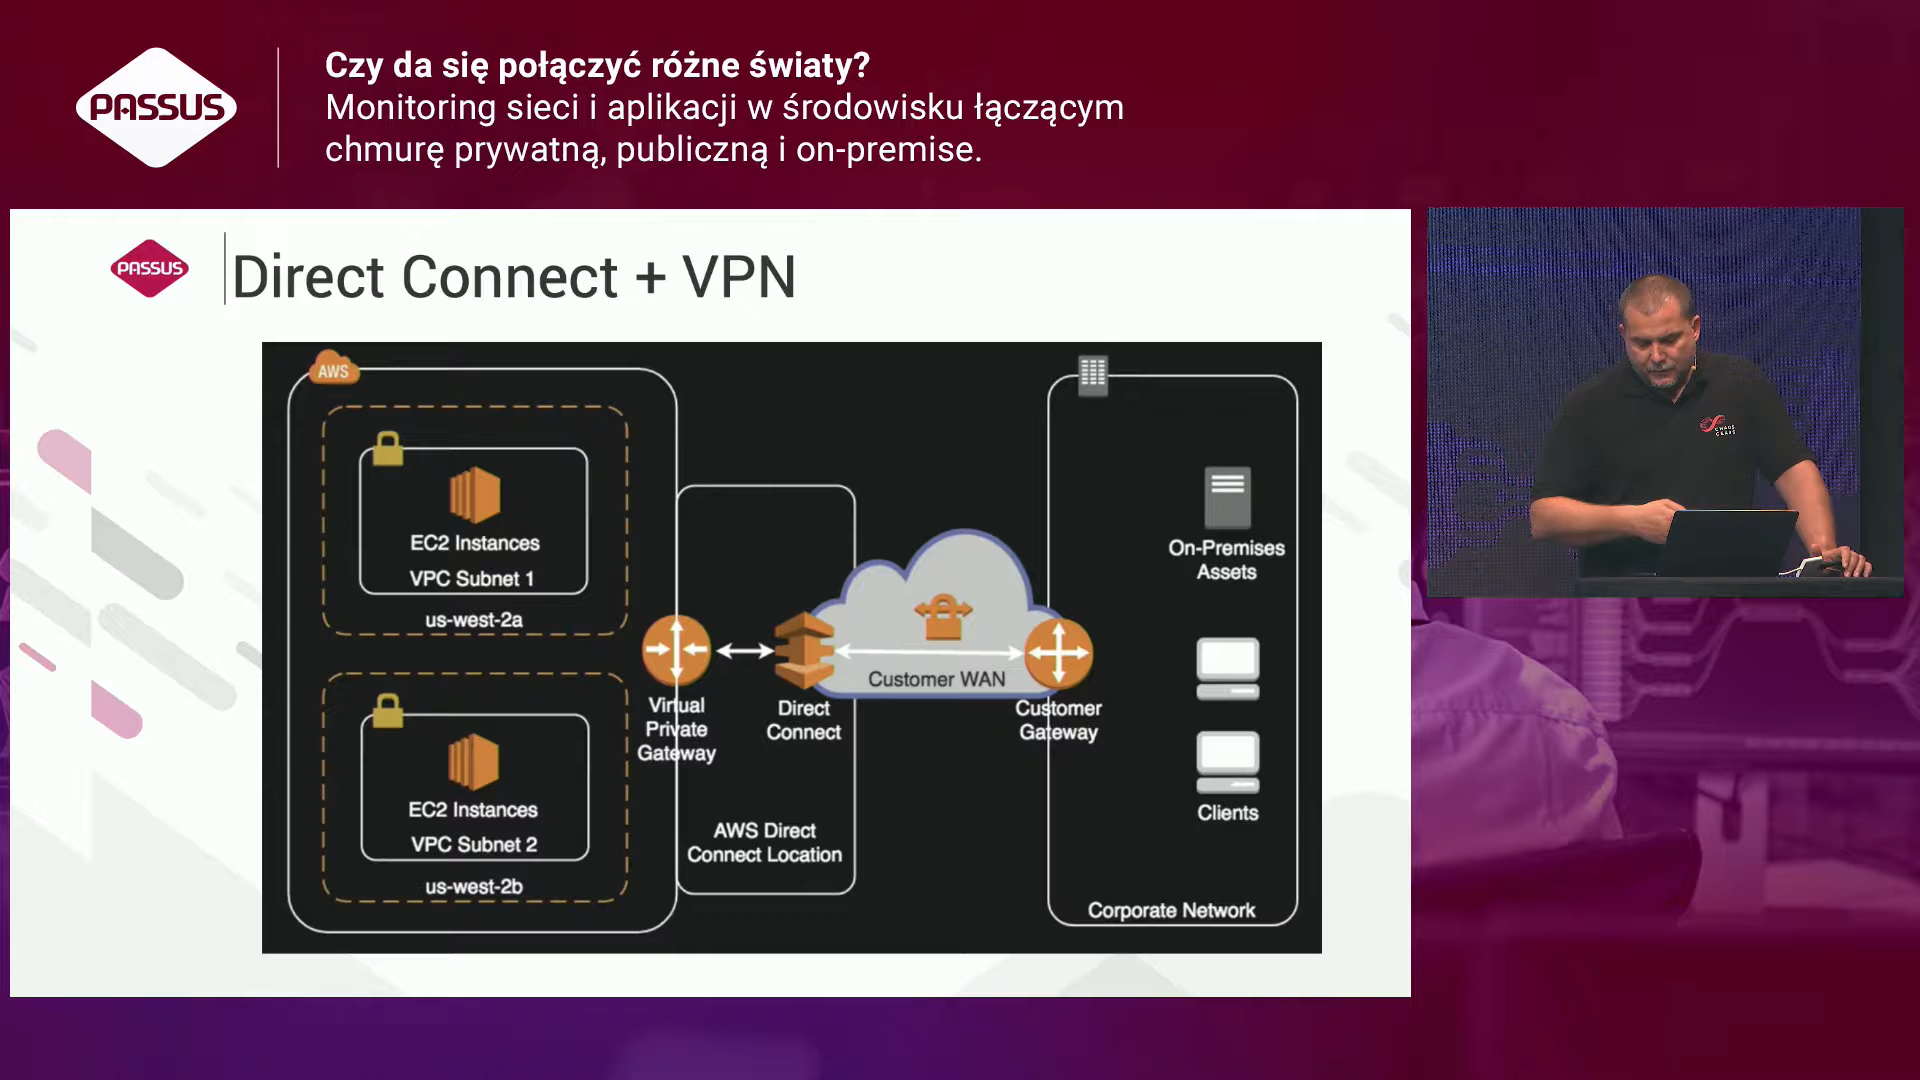 PASSUS
Czy da się połączyć różne światy?
Monitoring sieci i aplikacji w środowisku łączącym
chmurę prywatną, publiczną i on-premise.
PASSUS
Direct Connect + VPN
AWS
EC2 Instances
VPC Subnet 1
us-west-2a
EC2 Instances
VPC Subnet 2
us-west-2b
Virtual
Private
Gateway
Direct
Connect
AWS Direct
Connect Location
Customer WAN
Customer
Gateway
On-Premises
Assets
Clients
Corporate Network
CHAOS
GEARS